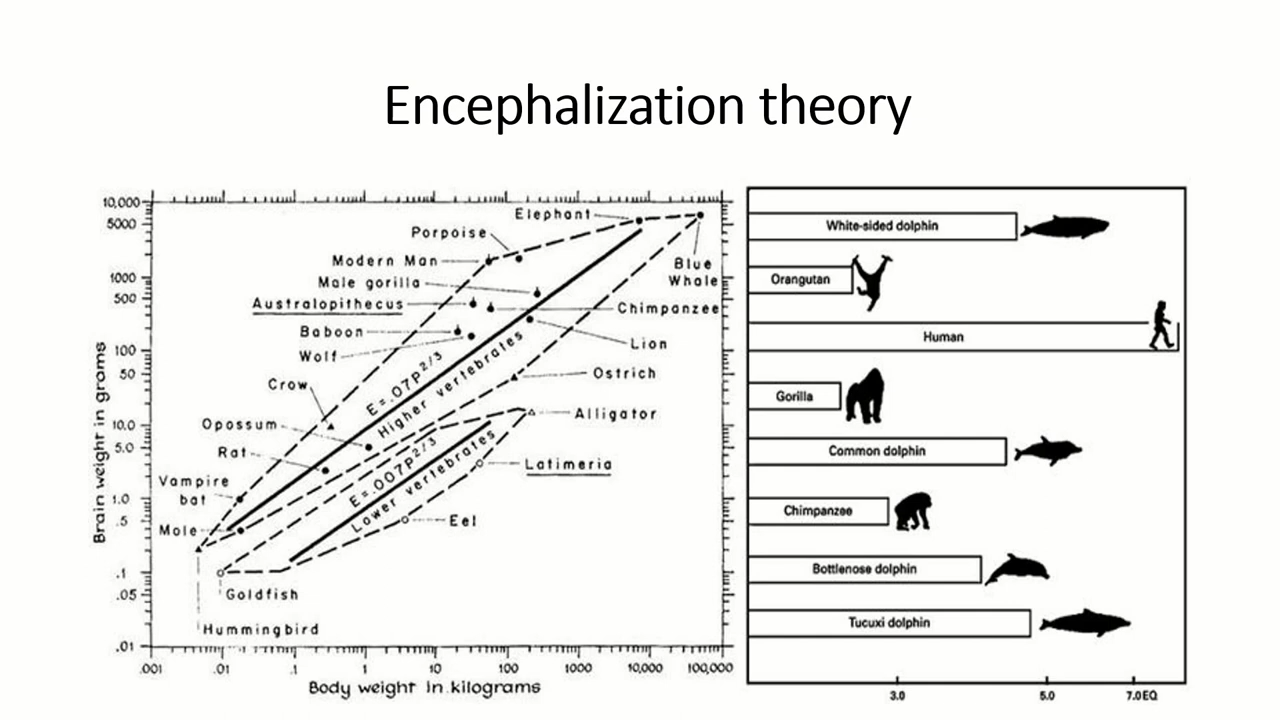 Encephalization theory
10,000
5000
1000
500
100
50
10.0
5.0
1.0
.5
.1
.05
.01
Brain weight in grams
Elephant
Porpoise
Modern Man
Blue
Whale
Male gorilla
Australopithecus
Chimpanzee
Baboon
Wolf
Lion
Crow
Ostrich
E=.07P2/3
Higher vertebrates
Opossum
Alligator
Rat
E=.007P2/3
Lower vertebrates
Latimeria
Vampire
bat
Mole
Eel
Goldfish
Hummingbird
.001 .01 .1 1 10 100 1000 10,000 100,000
Body weight in kilograms
White-sided dolphin
Orangutan
Human
Gorilla
Common dolphin
Chimpanzee
Bottlenose dolphin
Tucuxi dolphin
3.0 5.0 7.0EQ